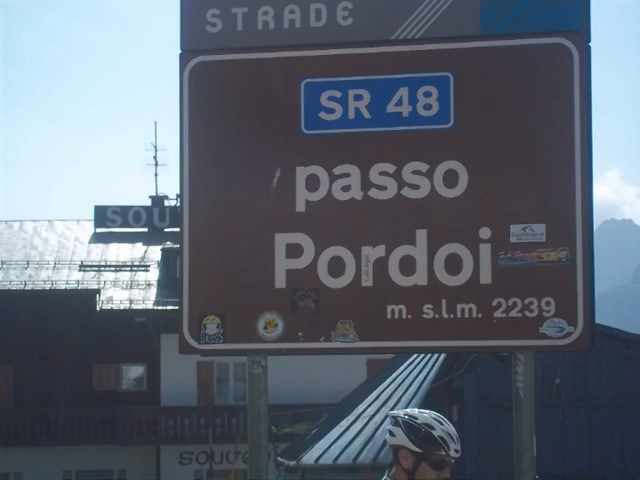 STRADE
SR 48
passo
Pordoi
m. s.l.m. 2239
SOU
SOUVE